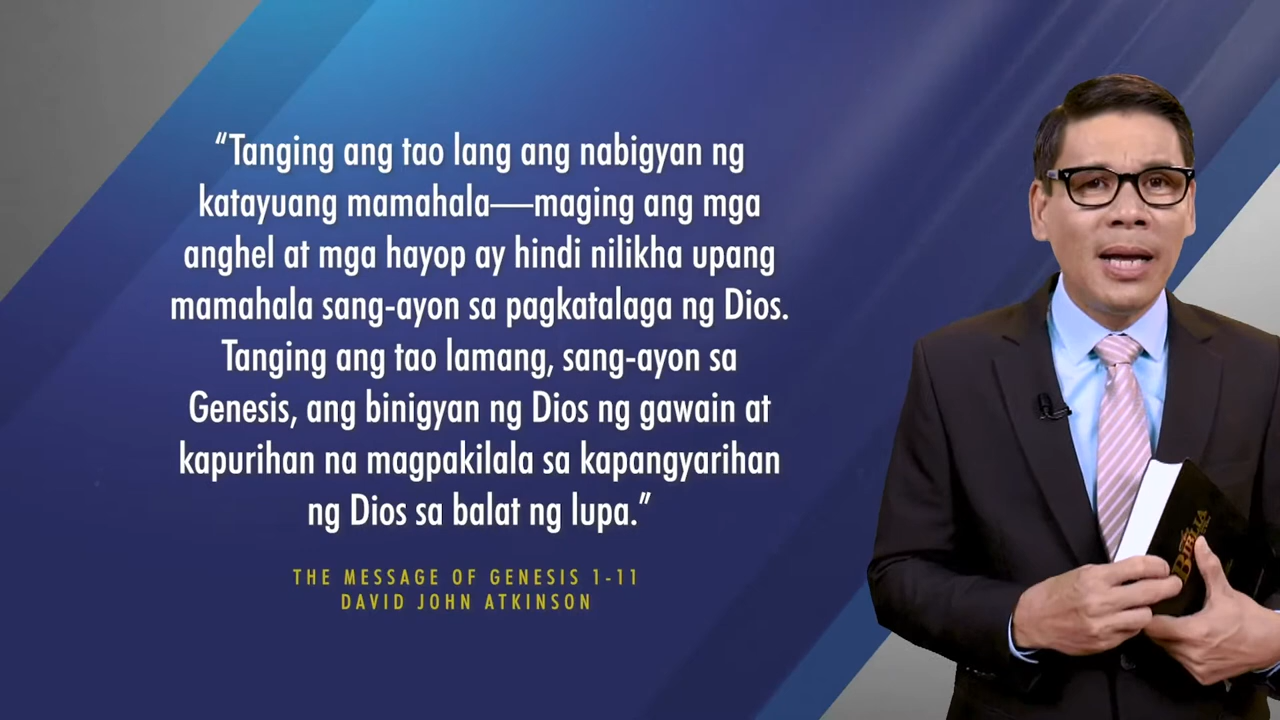 “Tanging ang tao lang ang nabigyan ng
katayuang mamahala—maging ang mga
anghel at mga hayop ay hindi nilikha upang
mamahala sang-ayon sa pagkatalaga ng Dios.
Tanging ang tao lamang, sang-ayon sa
Genesis, ang binigyan ng Dios ng gawain at
kapurihan na magpakilala sa kapangyarihan
ng Dios sa balat ng lupa.”
THE MESSAGE OF GENESIS 1-11
DAVID JOHN ATKINSON
BIBLIA